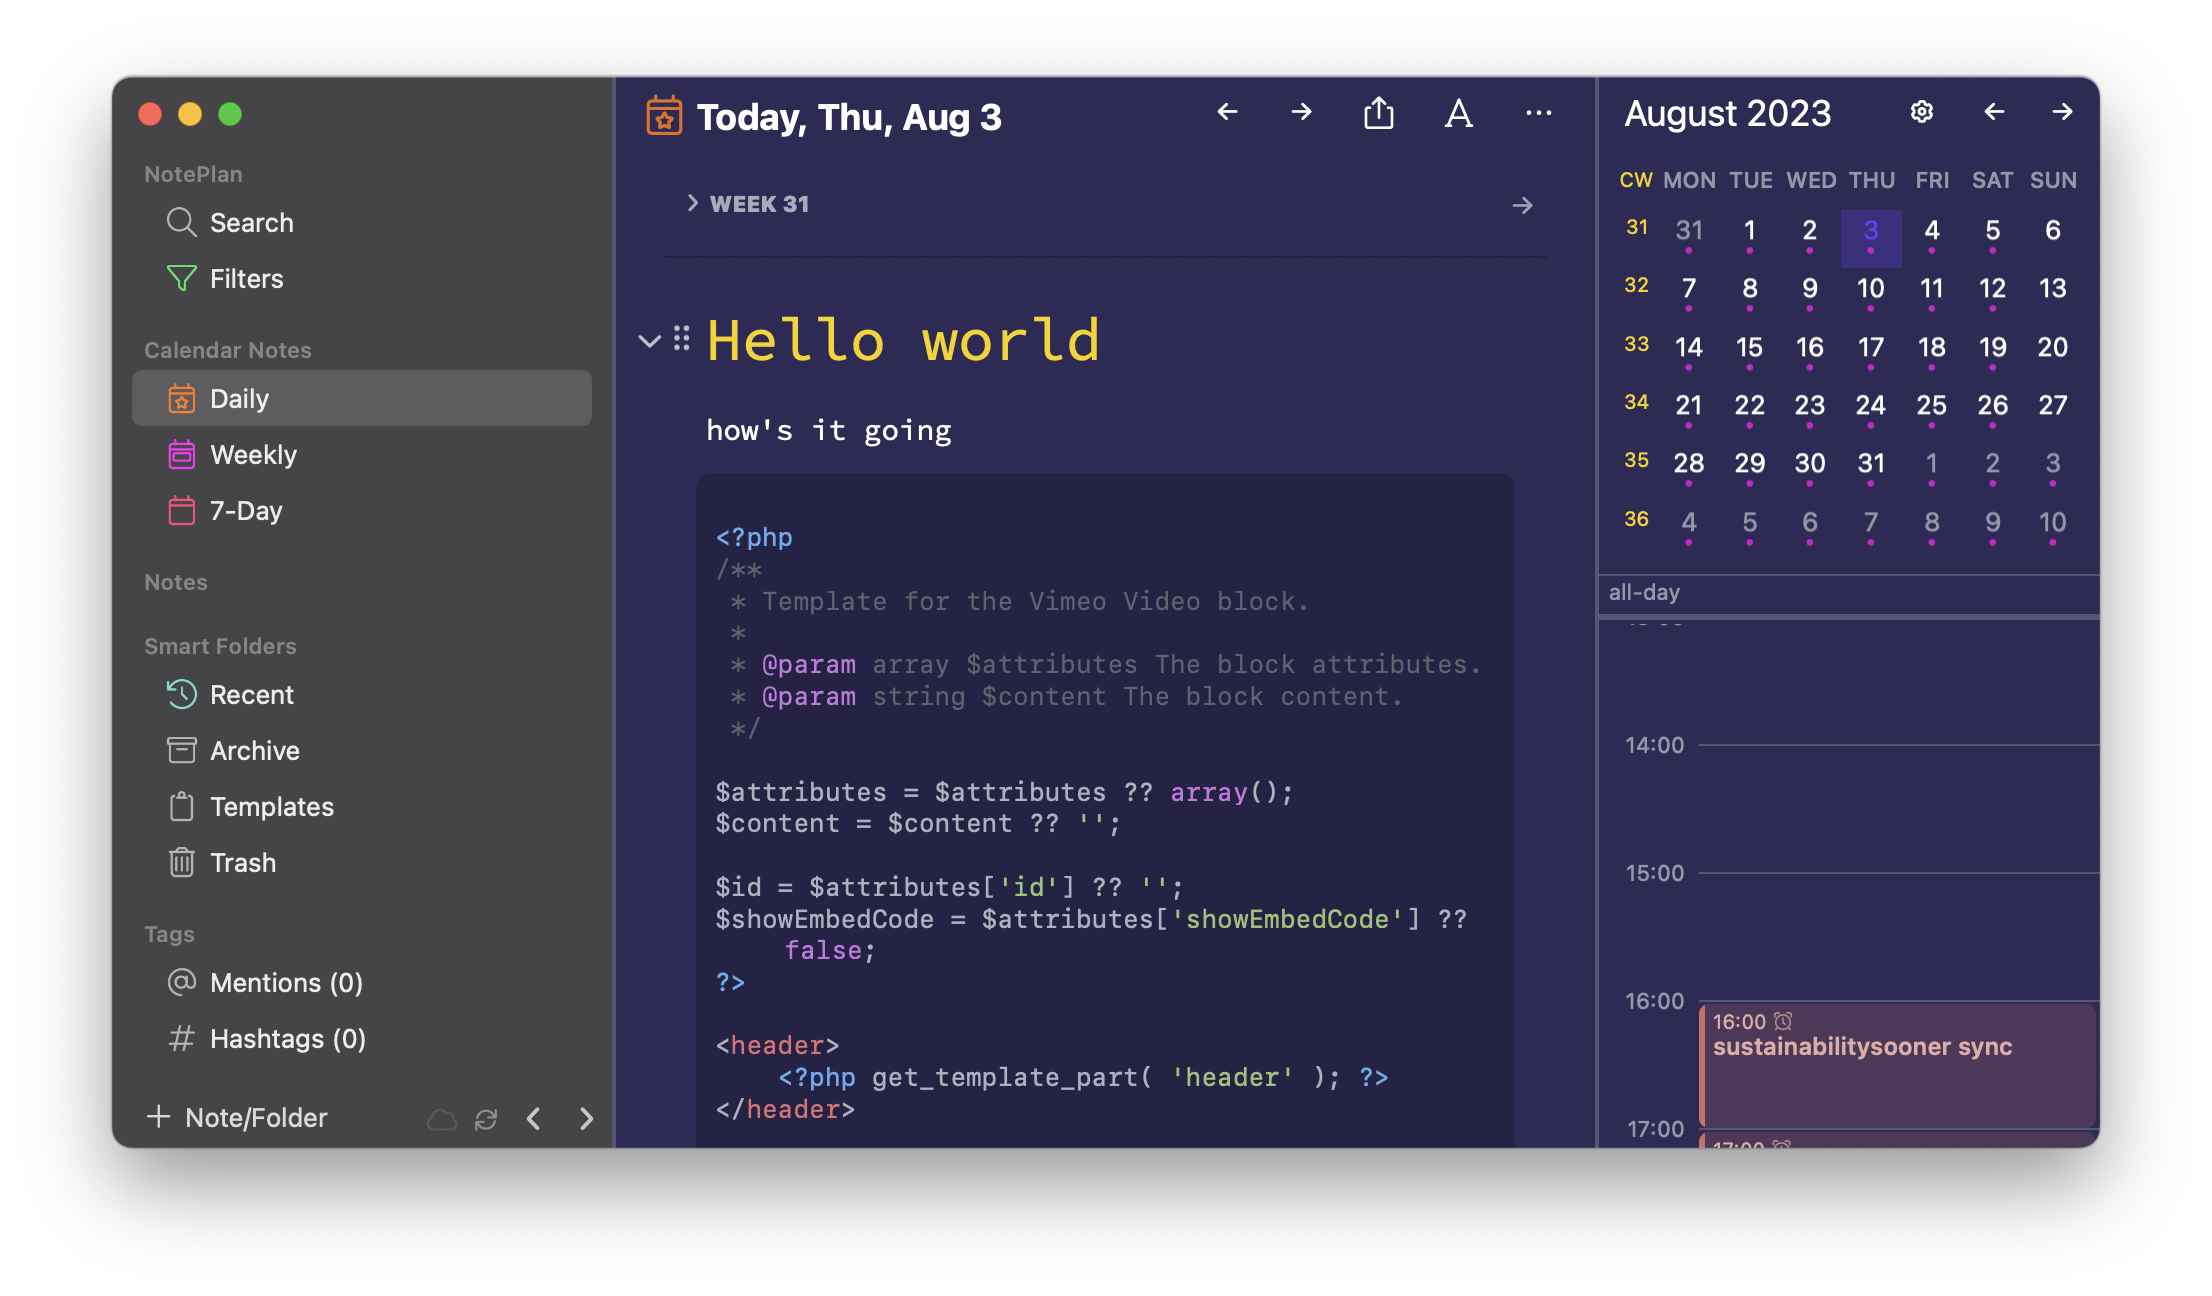 NotePlan
Search
Filters
Calendar Notes
Daily
Weekly
7-Day
Notes
Smart Folders
Recent
Archive
Templates
Trash
Tags
Mentions (0)
Hashtags (0)
+ Note/Folder
Today, Thu, Aug 3
A
WEEK 31
Hello world
how's it going
<?php
/**
 * Template for the Vimeo Video block.
 *
 * @param array $attributes The block attributes.
 * @param string $content The block content.
 */
$attributes = $attributes ?? array();
$content = $content ?? '';
$id = $attributes['id'] ?? '';
$showEmbedCode = $attributes['showEmbedCode'] ??
false;
?>
<header>
    <?php get_template_part( 'header' ); ?>
</header>
August 2023
CW MON TUE WED THU FRI SAT SUN
31 31 1 2 3 4 5 6
32 7 8 9 10 11 12 13
33 14 15 16 17 18 19 20
34 21 22 23 24 25 26 27
35 28 29 30 31 1 2 3
36 4 5 6 7 8 9 10
all-day
14:00
15:00
16:00
16:00
sustainabilitysooner sync
17:00
17:00